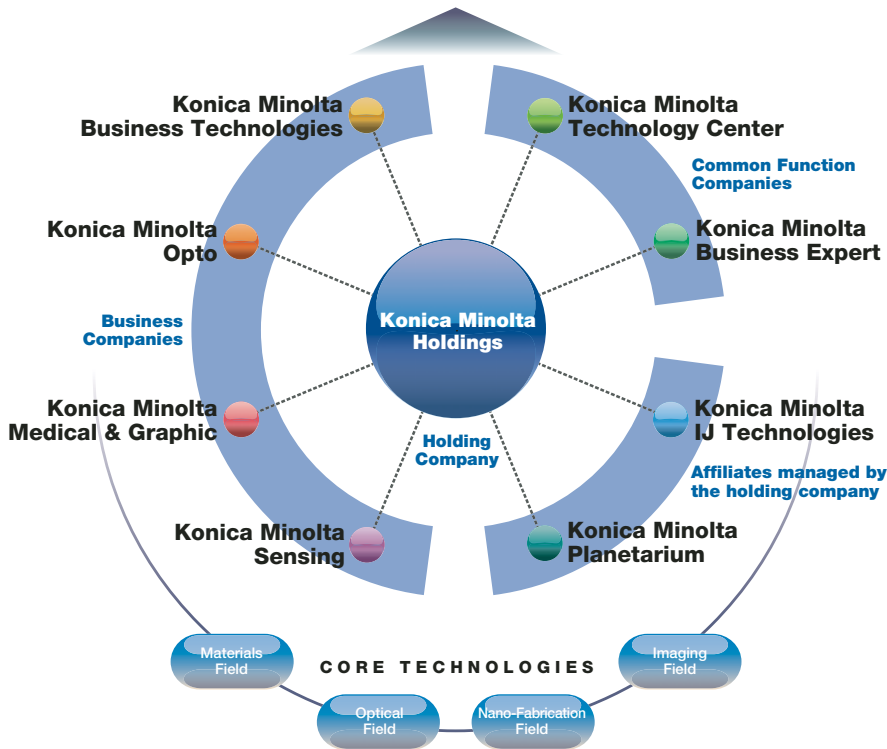 Konica Minolta
Business Technologies
Konica Minolta
Technology Center
Common Function
Companies
Konica Minolta
Opto
Konica Minolta
Business Expert
Business
Companies
Konica Minolta
Holdings
Konica Minolta
Medical & Graphic
Holding
Company
Konica Minolta
IJ Technologies
Affiliates managed by
the holding company
Konica Minolta
Sensing
Konica Minolta
Planetarium
CORE TECHNOLOGIES
Materials
Field
Optical
Field
Nano-Fabrication
Field
Imaging
Field